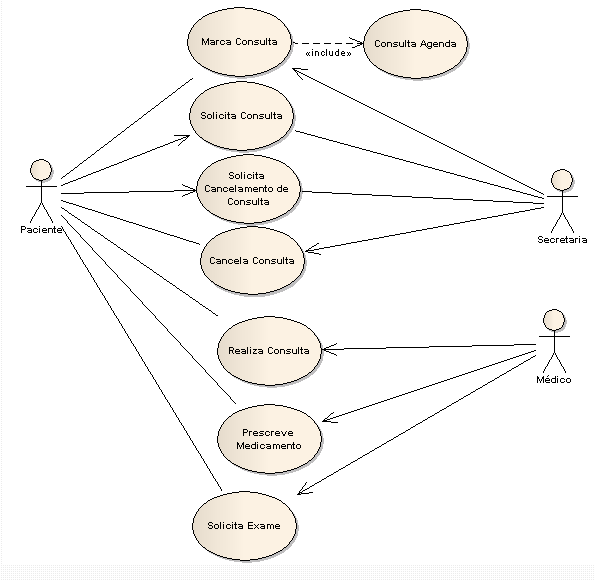 Marca Consulta
«include»
Consulta Agenda
Solicita Consulta
Solicita
Cancelamento de
Consulta
Paciente
Secretaria
Cancela Consulta
Realiza Consulta
Médico
Prescreve
Medicamento
Solicita Exame